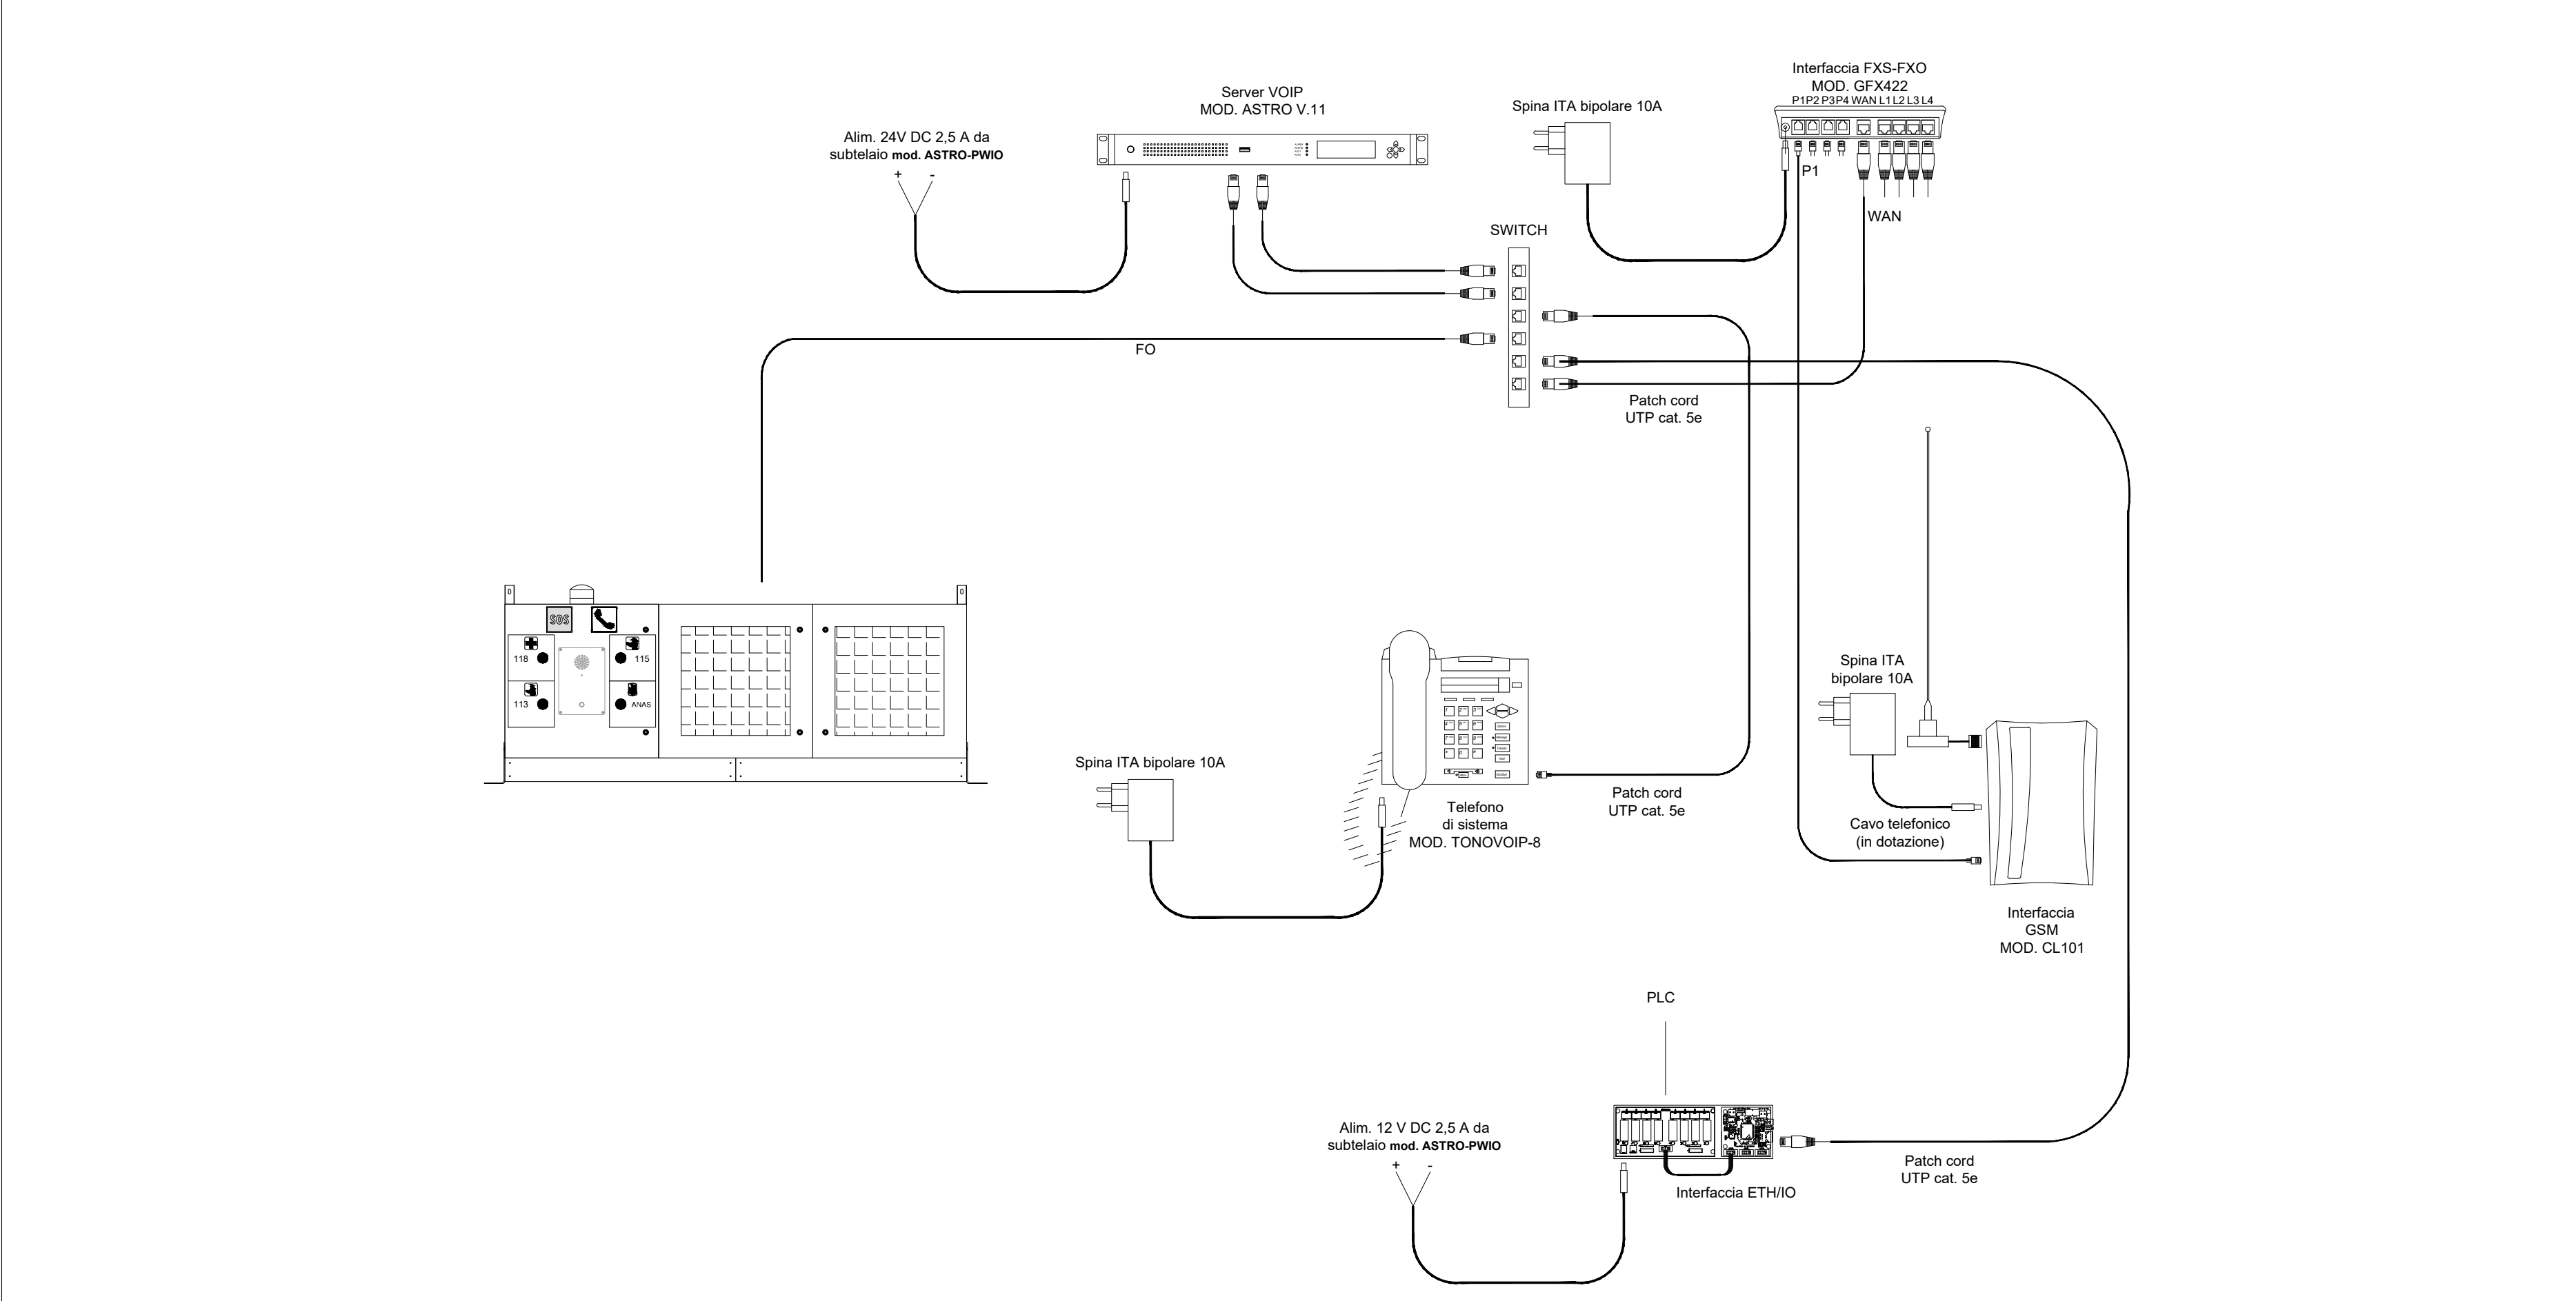 Interfaccia FXS-FXO
MOD. GFX422
P1 P2 P3 P4 WAN L1 L2 L3 L4
Server VOIP
MOD. ASTRO V.11
Spina ITA bipolare 10A
Alim. 24V DC 2,5 A da
subtelaio mod. ASTRO-PWIO
+ -
P1
WAN
SWITCH
FO
Patch cord
UTP cat. 5e
SOS
118
115
113
ANAS
Spina ITA
bipolare 10A
Spina ITA bipolare 10A
Patch cord
UTP cat. 5e
Telefono
di sistema
MOD. TONOVOIP-8
Cavo telefonico
(in dotazione)
Interfaccia
GSM
MOD. CL101
PLC
Alim. 12 V DC 2,5 A da
subtelaio mod. ASTRO-PWIO
+ -
Patch cord
UTP cat. 5e
Interfaccia ETH/IO